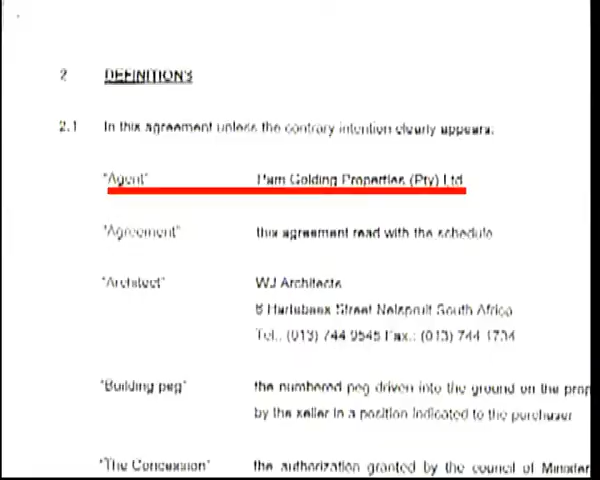 2 DEFINITIONS
2.1 In this agreement unless the contrary intention clearly appears:
"Agent" Pam Golding Properties (Pty) Ltd
"Agreement" this agreement read with the schedule
"Architect" WJ Architects
8 Hartebees Street Nelspruit South Africa
Tel.: (013) 744 0545 Fax.: (013) 744 1734
"Building peg" the numbered peg driven into the ground on the prop
by the seller in a position indicated to the purchaser
"The Concession" the authorization granted by the council of Minister